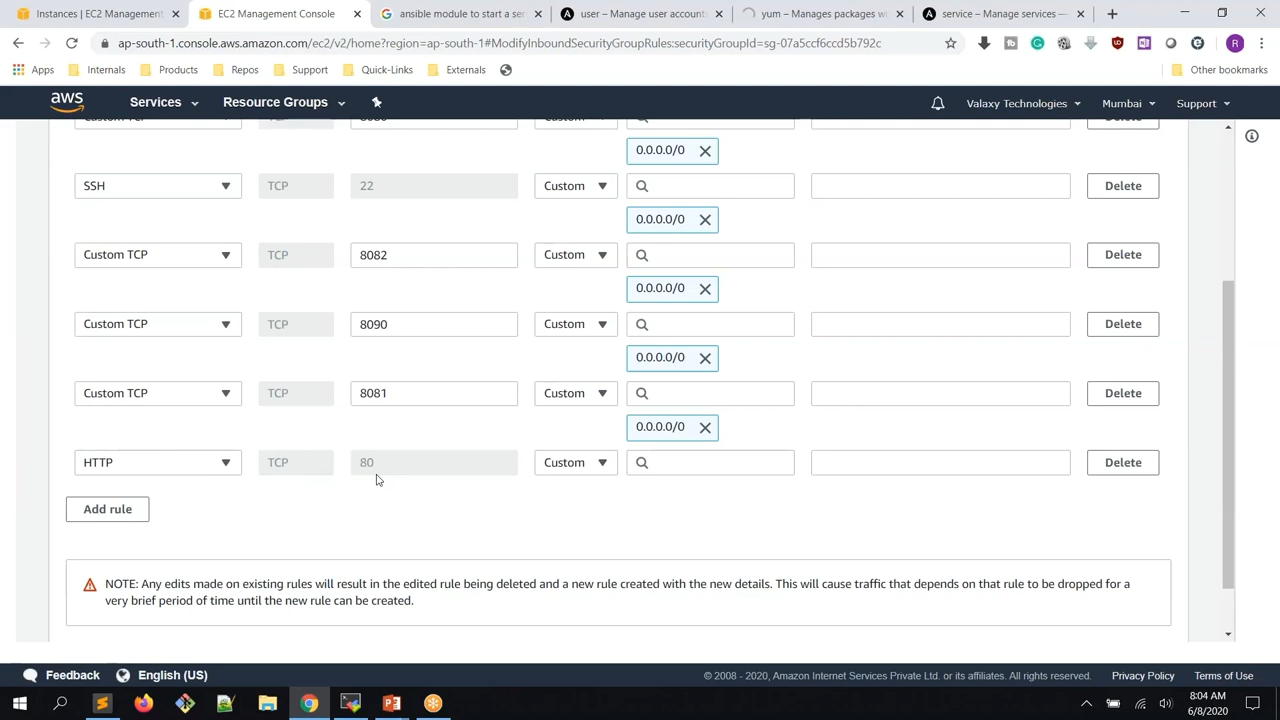 Instances | EC2 Management
EC2 Management Console
ansible module to start a ser
user – Manage user accounts
yum – Manages packages w
service – Manage services —
ap-south-1.console.aws.amazon.com/ec2/v2/home?region=ap-south-1#ModifyInboundSecurityGroupRules:securityGroupId=sg-07a5ccf6ccd5b792c
R
Apps Internals Products Repos Support Quick-Links Externals Other bookmarks
aws Services Resource Groups Valaxy Technologies Mumbai Support
Custom TCP TCP 8080 Custom Delete
0.0.0.0/0
SSH TCP 22 Custom Delete
0.0.0.0/0
Custom TCP TCP 8082 Custom Delete
0.0.0.0/0
Custom TCP TCP 8090 Custom Delete
0.0.0.0/0
Custom TCP TCP 8081 Custom Delete
0.0.0.0/0
HTTP TCP 80 Custom Delete
Add rule
NOTE: Any edits made on existing rules will result in the edited rule being deleted and a new rule created with the new details. This will cause traffic that depends on that rule to be dropped for a
very brief period of time until the new rule can be created.
Feedback English (US) © 2008 - 2020, Amazon Internet Services Private Ltd. or its affiliates. All rights reserved. Privacy Policy Terms of Use
8:04 AM
6/8/2020